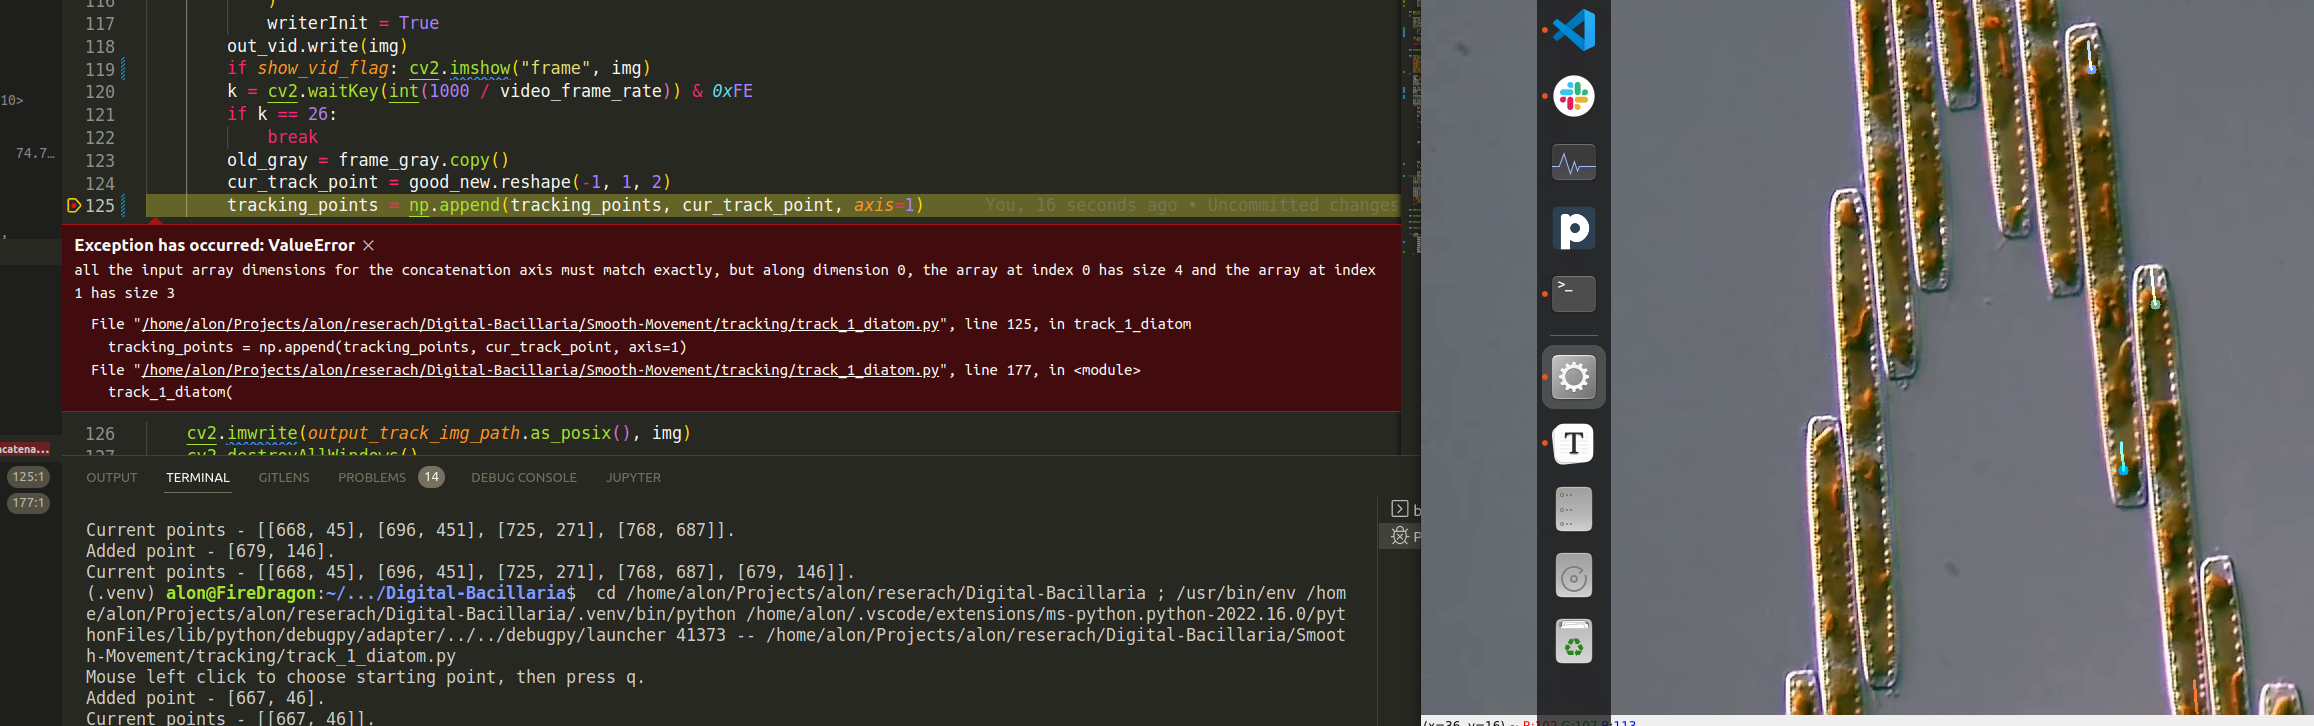 116 )
117 writerInit = True
118 out_vid.write(img)
119 if show_vid_flag: cv2.imshow("frame", img)
120 k = cv2.waitKey(int(1000 / video_frame_rate)) & 0xFE
10>
121 if k == 26:
122 break
74.7…
123 old_gray = frame_gray.copy()
124 cur_track_point = good_new.reshape(-1, 1, 2)
125 tracking_points = np.append(tracking_points, cur_track_point, axis=1) You, 16 seconds ago • Uncommitted changes
Exception has occurred: ValueError ×
all the input array dimensions for the concatenation axis must match exactly, but along dimension 0, the array at index 0 has size 4 and the array at index
1 has size 3
File "/home/alon/Projects/alon/reserach/Digital-Bacillaria/Smooth-Movement/tracking/track_1_diatom.py", line 125, in track_1_diatom
tracking_points = np.append(tracking_points, cur_track_point, axis=1)
File "/home/alon/Projects/alon/reserach/Digital-Bacillaria/Smooth-Movement/tracking/track_1_diatom.py", line 177, in <module>
track_1_diatom(
126 cv2.imwrite(output_track_img_path.as_posix(), img)
127 cv2.destroyAllWindows()
catena…
125:1
177:1
OUTPUT TERMINAL GITLENS PROBLEMS 14 DEBUG CONSOLE JUPYTER
Current points - [[668, 45], [696, 451], [725, 271], [768, 687]].
Added point - [679, 146].
Current points - [[668, 45], [696, 451], [725, 271], [768, 687], [679, 146]].
(.venv) alon@FireDragon:~/.../Digital-Bacillaria$ cd /home/alon/Projects/alon/reserach/Digital-Bacillaria ; /usr/bin/env /hom
e/alon/Projects/alon/reserach/Digital-Bacillaria/.venv/bin/python /home/alon/.vscode/extensions/ms-python.python-2022.16.0/pyt
honFiles/lib/python/debugpy/adapter/../../debugpy/launcher 41373 -- /home/alon/Projects/alon/reserach/Digital-Bacillaria/Smoot
h-Movement/tracking/track_1_diatom.py
Mouse left click to choose starting point, then press q.
Added point - [667, 46].
Current points - [[667, 46]].
b
P
p
>_
T
(x=36, y=16) ~ R:102 G:107 B:113